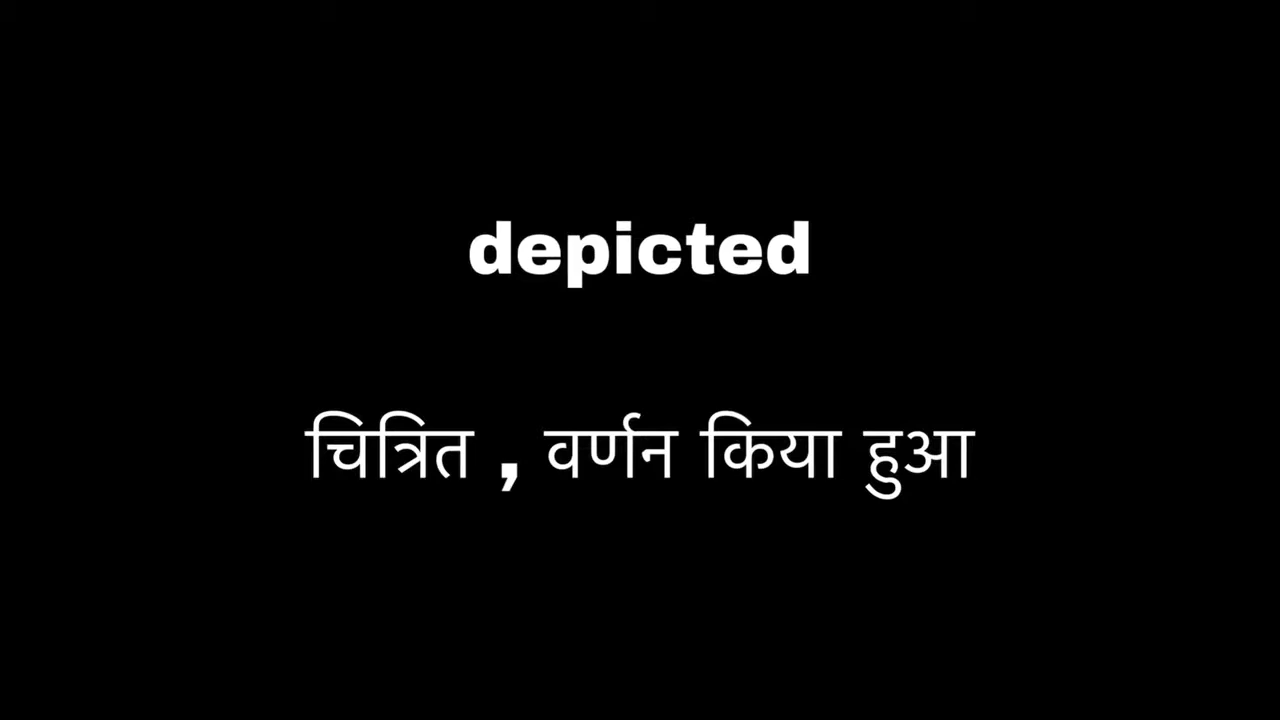 depicted
चित्रित , वर्णन किया हुआ